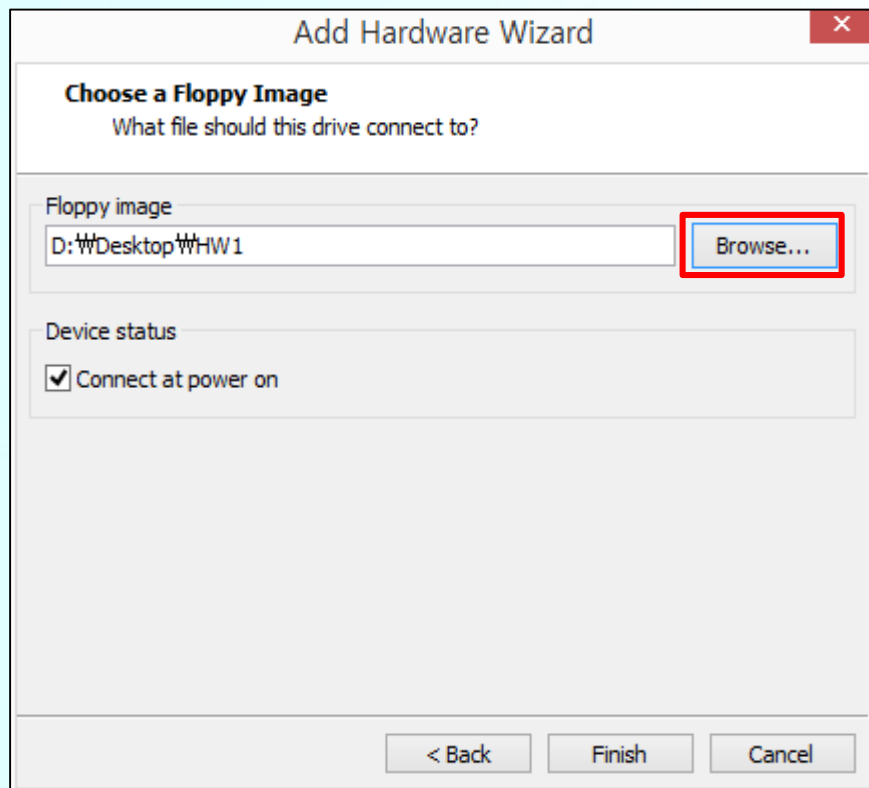 Add Hardware Wizard
Choose a Floppy Image
What file should this drive connect to?
Floppy image
D:₩Desktop₩HW1
Browse...
Device status
Connect at power on
< Back
Finish
Cancel